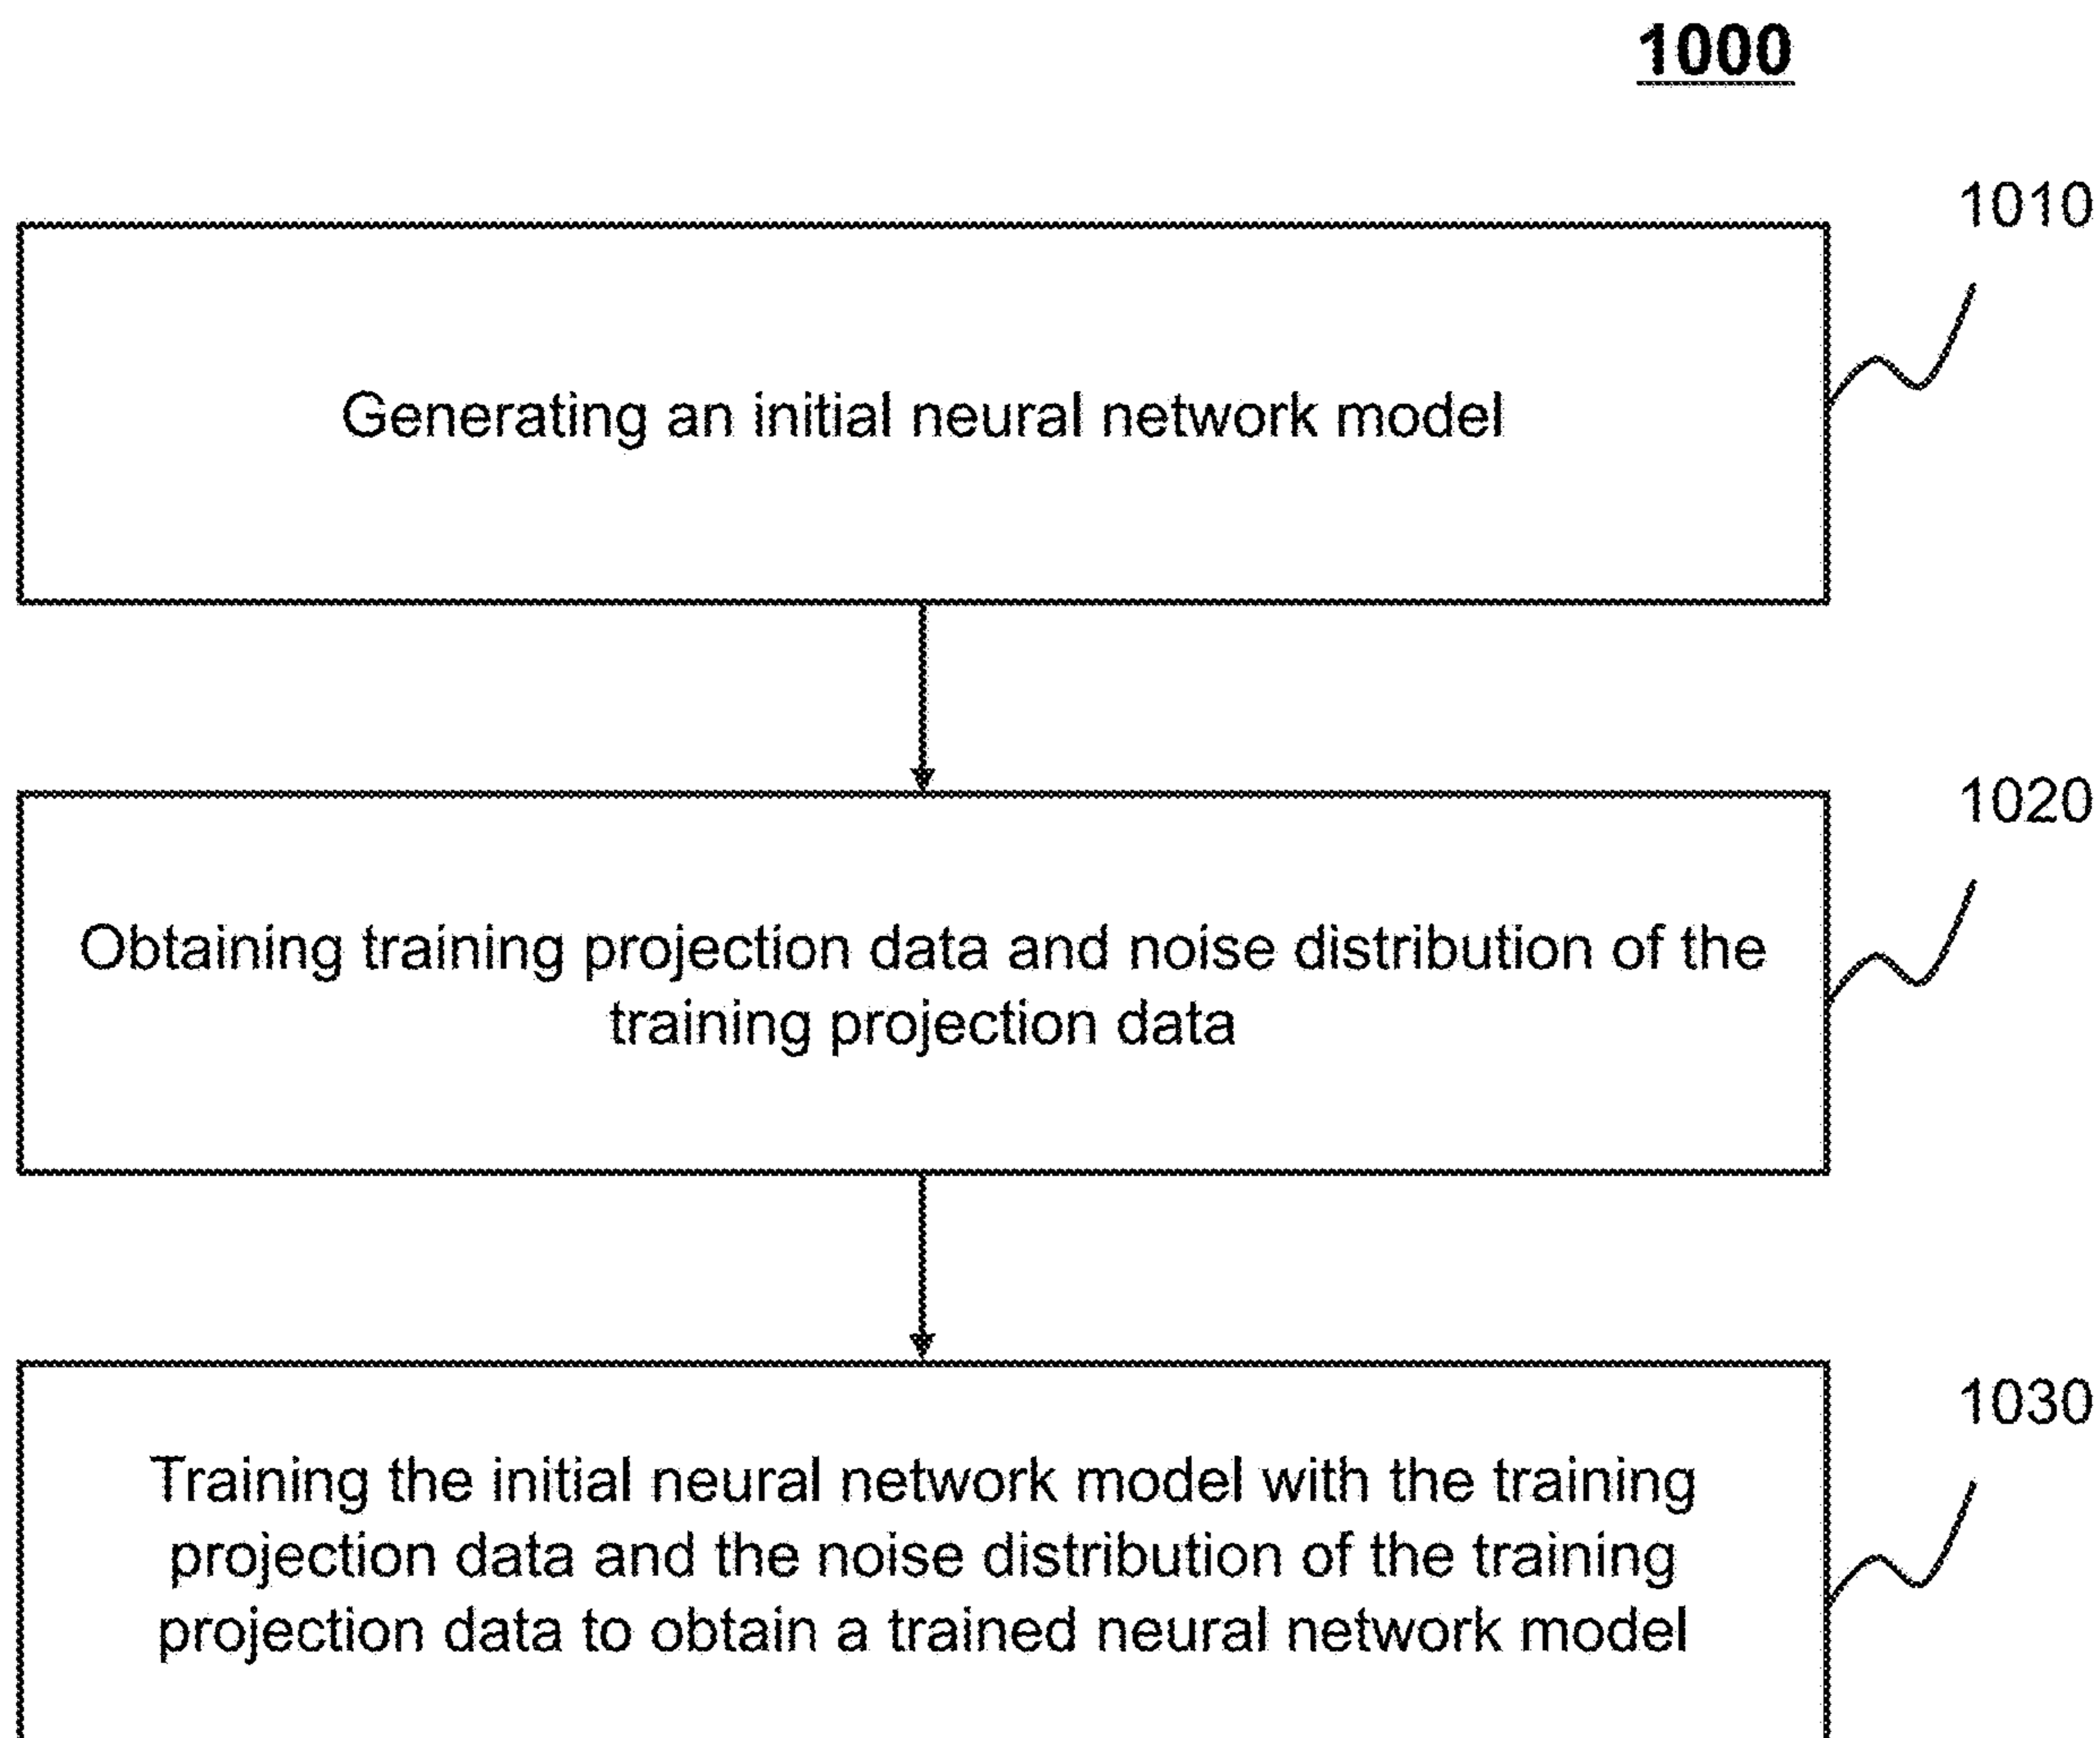 1000
1010
Generating an initial neural network model
1020
Obtaining training projection data and noise distribution of the
training projection data
1030
Training the initial neural network model with the training
projection data and the noise distribution of the training
projection data to obtain a trained neural network model